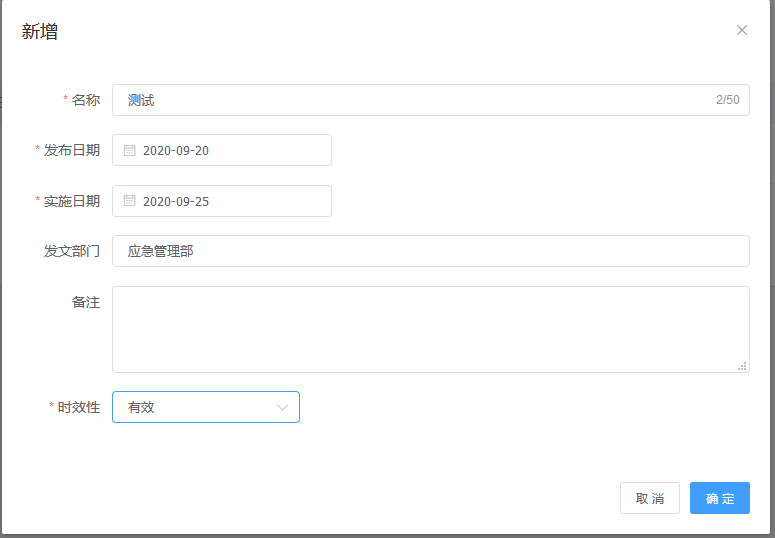 新增
* 名称 测试 2/50
* 发布日期 2020-09-20
* 实施日期 2020-09-25
发文部门 应急管理部
备注
* 时效性 有效
取 消 确 定